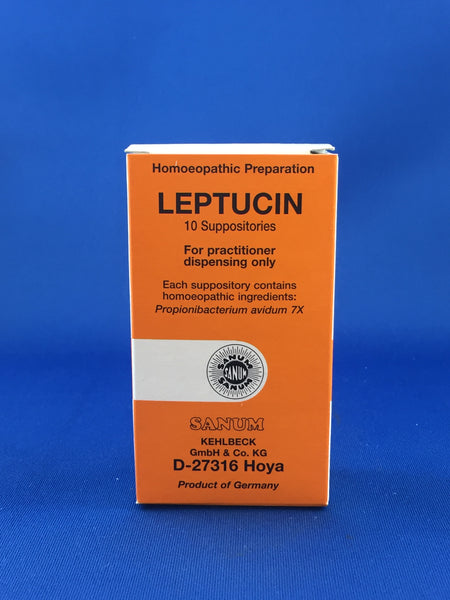 Homoeopathic Preparation
LEPTUCIN
10 Suppositories
For practitioner
dispensing only
Each suppository contains
homoeopathic ingredients:
Propionibacterium avidum 7X
SANUM
SANUM
SANUM
SANUM
KEHLBECK
GmbH & Co. KG
D-27316 Hoya
Product of Germany